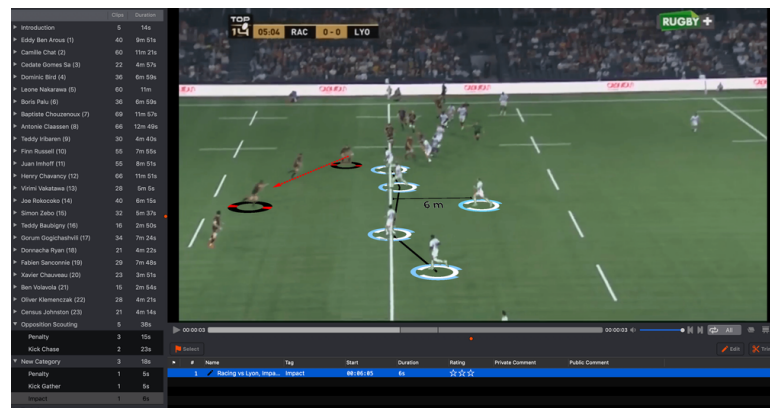 Clips Duration
Introduction 5 14s
Eddy Ben Arous (1) 40 9m 51s
Camille Chat (2) 60 11m 21s
Cedate Gomes Sa (3) 22 4m 57s
Dominic Bird (4) 36 6m 59s
Leone Nakarawa (5) 60 11m
Boris Palu (6) 36 6m 59s
Baptiste Chouzenoux (7) 69 11m 57s
Antonie Claassen (8) 66 12m 49s
Teddy Iribaren (9) 30 4m 40s
Finn Russell (10) 55 7m 55s
Juan Imhoff (11) 55 8m 51s
Henry Chavancy (12) 66 11m 51s
Virimi Vakatawa (13) 28 5m 5s
Joe Rokocoko (14) 40 6m 15s
Simon Zebo (15) 32 5m 37s
Teddy Baubigny (16) 16 2m 50s
Gorum Gogichashvili (17) 34 7m 24s
Donnacha Ryan (18) 21 4m 22s
Fabien Sanconnie (19) 29 7m 48s
Xavier Chauveau (20) 23 3m 51s
Ben Volavola (21) 15 2m 54s
Oliver Klemenczak (22) 28 4m 21s
Census Johnston (23) 21 4m 14s
Opposition Scouting 5 38s
Penalty 3 15s
Kick Chase 2 23s
New Category 3 18s
Penalty 1 5s
Kick Gather 1 5s
Impact 1 6s
TOP 14 05:04 RAC 0-0 LYO
RUGBY+
6 m
00:00:03 00:00:03 All
Select Edit
# Name Tag Start Duration Rating Private Comment Public Comment
1 Racing vs Lyon, Impa... Impact 00:06:05 6s